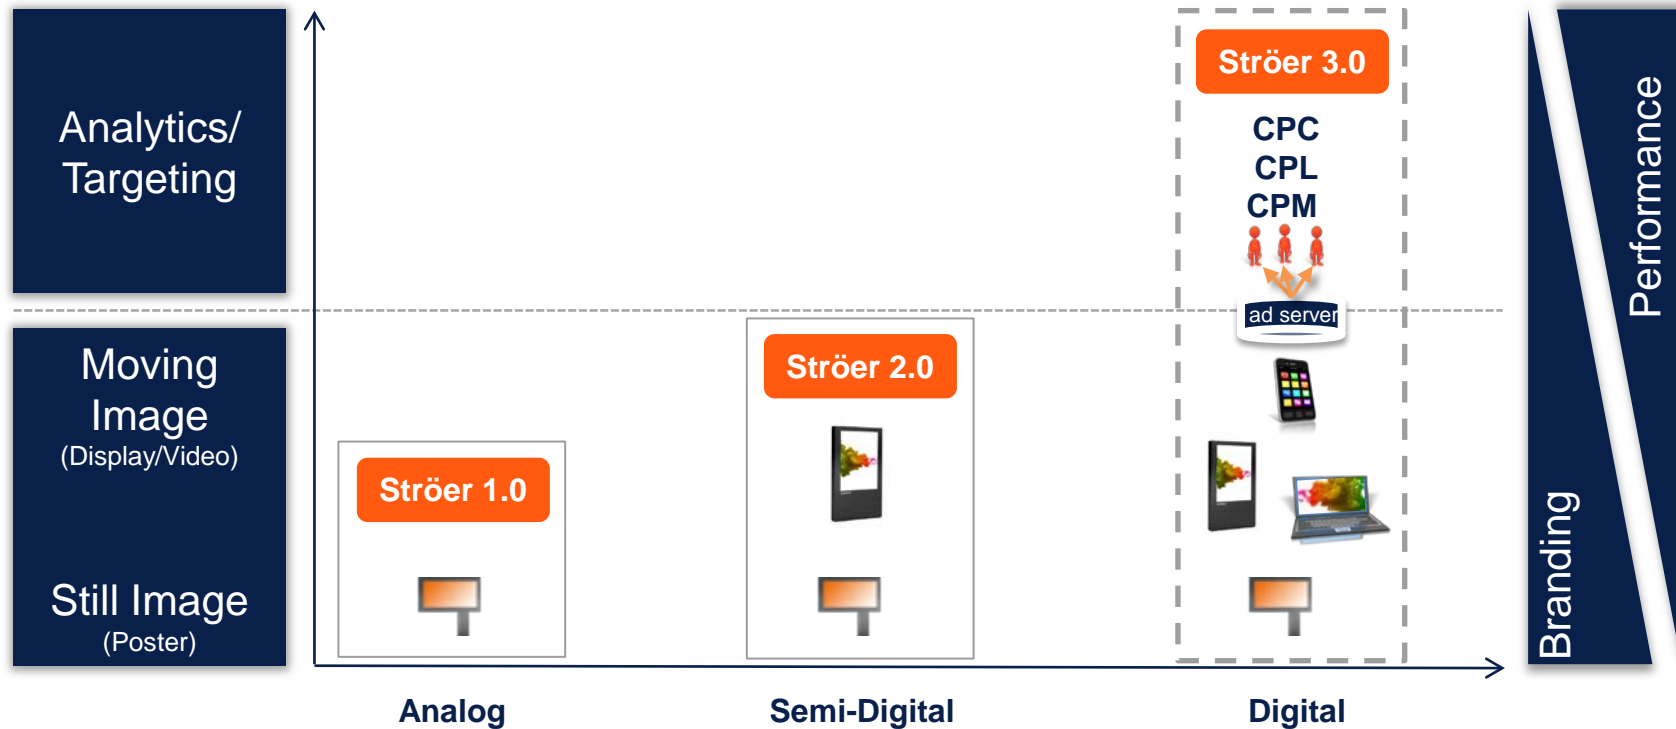 Analytics/
Targeting
Moving
Image
(Display/Video)
Still Image
(Poster)
Ströer 1.0
Ströer 2.0
Ströer 3.0
CPC
CPL
CPM
ad server
Analog
Semi-Digital
Digital
Branding
Performance